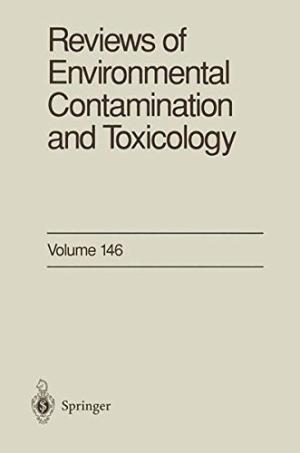 Reviews of
Environmental
Contamination
and Toxicology
Volume 146
Springer